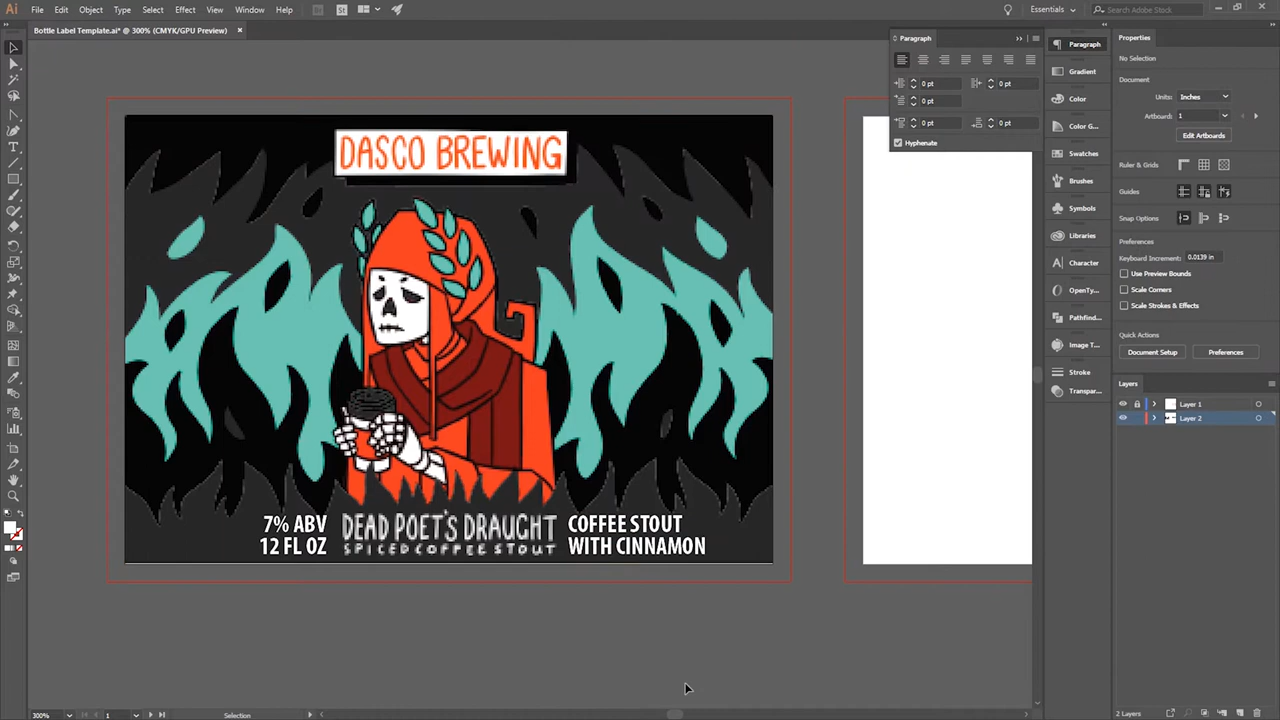 Ai File Edit Object Type Select Effect View Window Help Br St Essentials Search Adobe Stock
Bottle Label Template.ai* @ 300% (CMYK/GPU Preview) ×
Paragraph
0 pt 0 pt
0 pt
0 pt 0 pt
Hyphenate
Paragraph
Gradient
Color
Color G...
Swatches
Brushes
Symbols
Libraries
Character
OpenTy...
Pathfind...
Image T...
Stroke
Transpar...
Properties
No Selection
Document
Units: Inches
Artboard: 1
Edit Artboards
Ruler & Grids
Guides
Snap Options
Preferences
Keyboard Increment: 0.0139 in
Use Preview Bounds
Scale Corners
Scale Strokes & Effects
Quick Actions
Document Setup Preferences
Layers
Layer 1
Layer 2
2 Layers
DASCO BREWING
7% ABV
12 FL OZ
DEAD POET'S DRAUGHT
SPICED COFFEE STOUT
COFFEE STOUT
WITH CINNAMON
300% 1 Selection